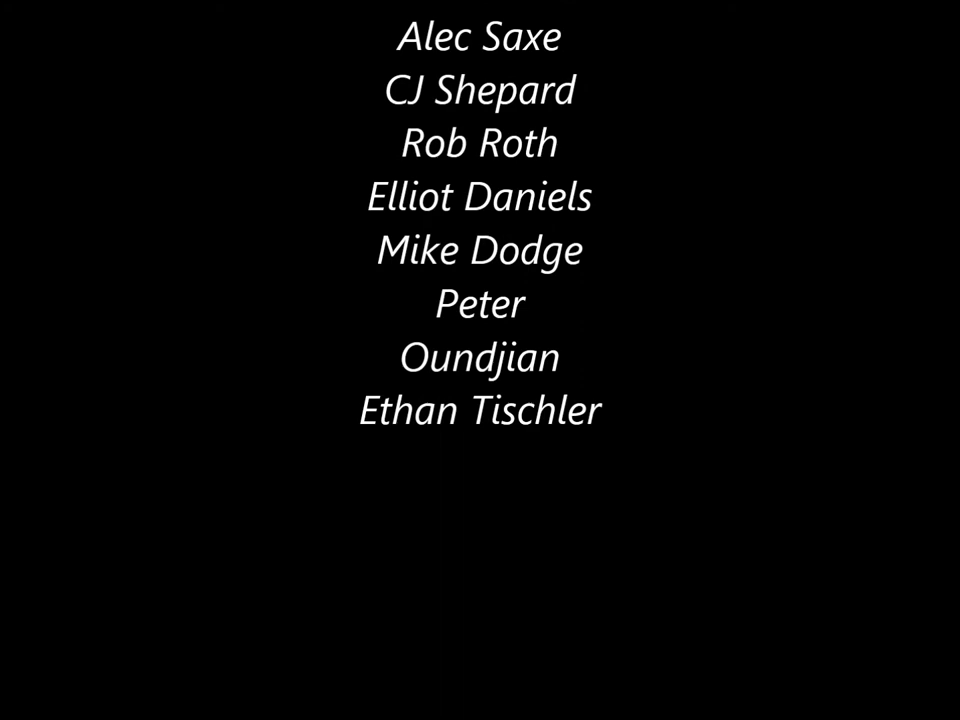 Alec Saxe
CJ Shepard
Rob Roth
Elliot Daniels
Mike Dodge
Peter
Oundjian
Ethan Tischler